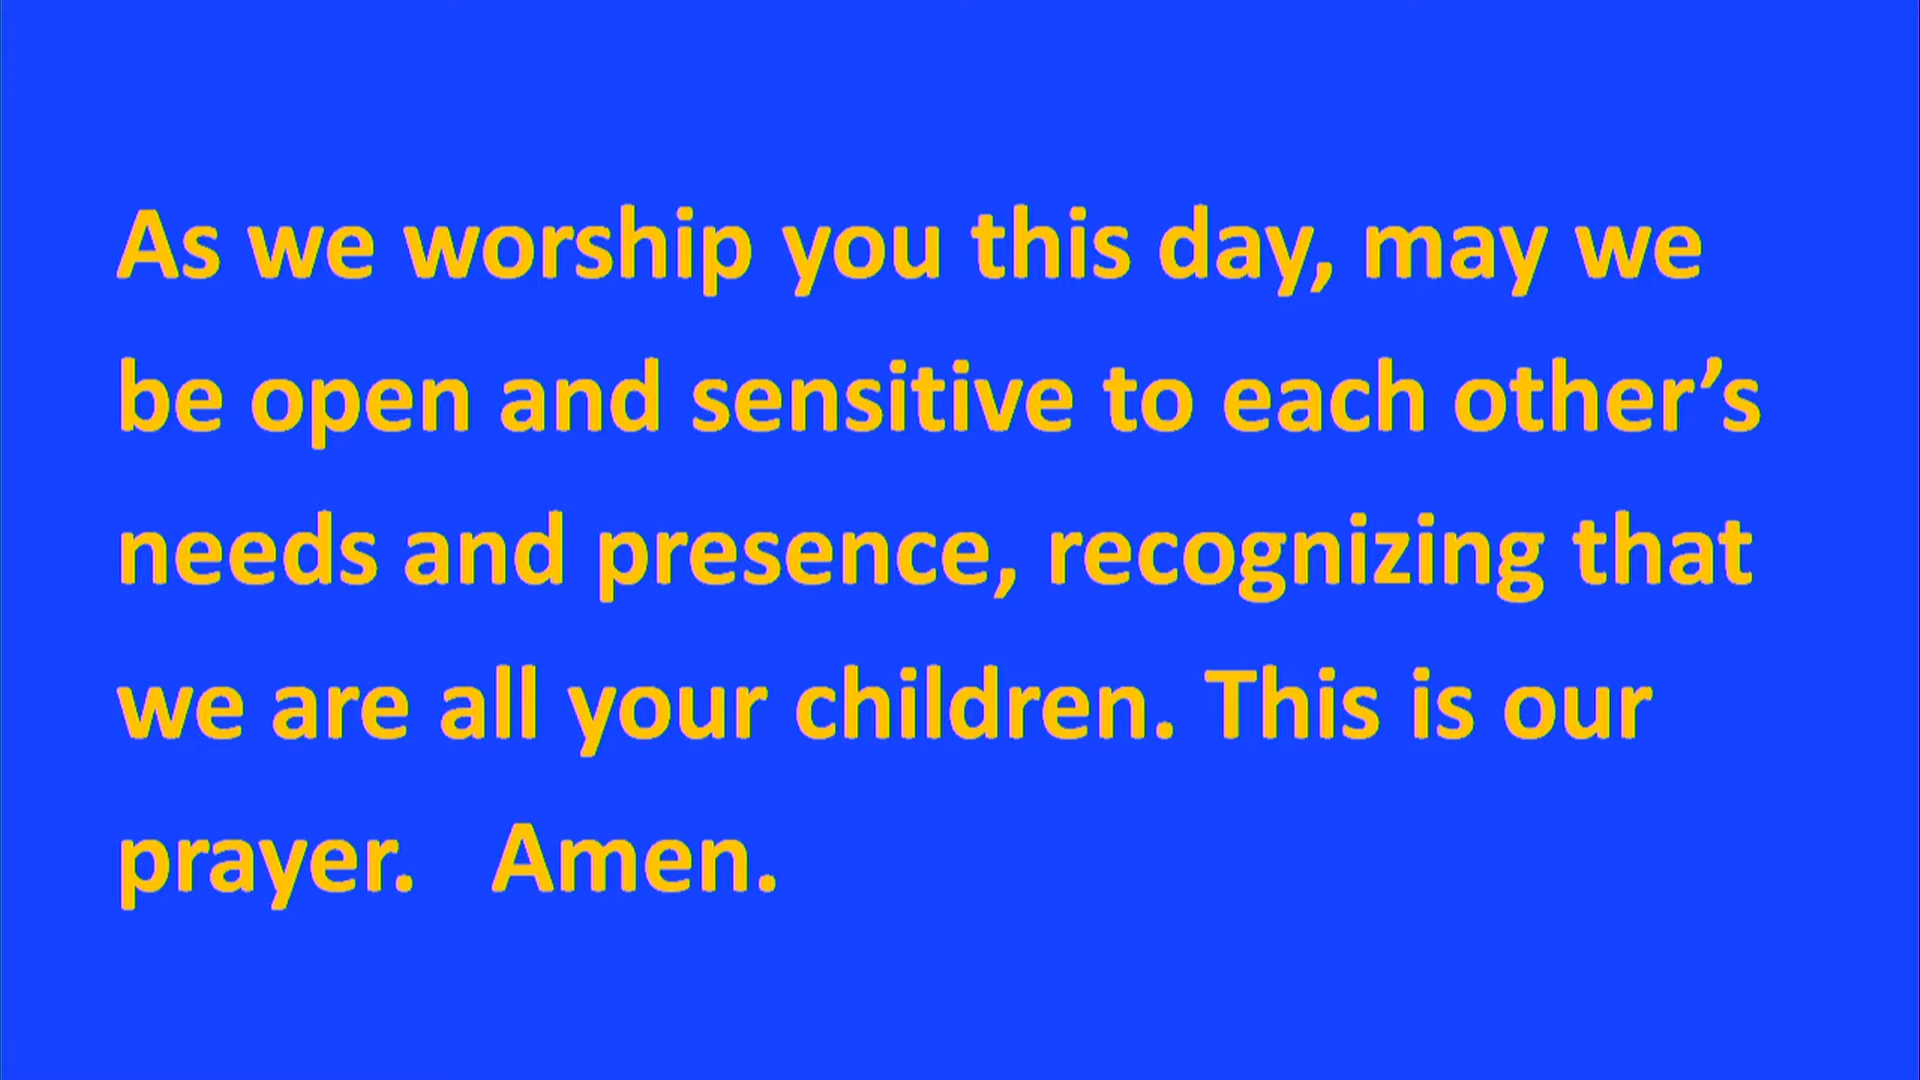 As we worship you this day, may we
be open and sensitive to each other’s
needs and presence, recognizing that
we are all your children. This is our
prayer.   Amen.